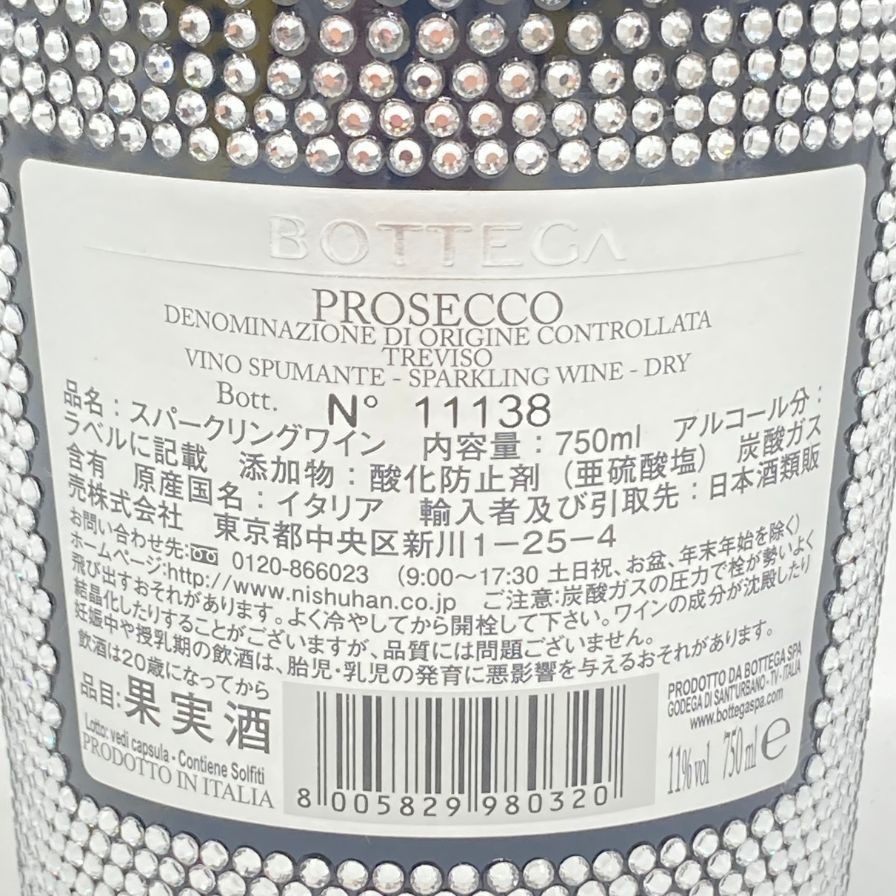 BOTTEGA
PROSECCO
DENOMINAZIONE DI ORIGINE CONTROLLATA
TREVISO
VINO SPUMANTE - SPARKLING WINE - DRY
Bott. N° 11138
品名：スパークリングワイン 内容量：750ml アルコール分：
ラベルに記載 添加物：酸化防止剤（亜硫酸塩） 炭酸ガス
含有 原産国名：イタリア 輸入者及び引取先：日本酒類販
売株式会社 東京都中央区新川1－25－4
お問い合わせ先: 0120-866023 (9:00～17:30 土日祝、お盆、年末年始を除く)
ホームページ:http://www.nishuhan.co.jp ご注意:炭酸ガスの圧力で栓が勢いよく
飛び出すおそれがあります。よく冷やしてから開栓して下さい。ワインの成分が沈殿したり
結晶化したりすることがございますが、品質には問題ございません。
妊娠中や授乳期の飲酒は、胎児・乳児の発育に悪影響を与えるおそれがあります。
飲酒は20歳になってから
品目:果実酒
Lotto: vedi capsula - Contiene Solfiti
PRODOTTO IN ITALIA
8 005829 980320
PRODOTTO DA BOTTEGA SPA
GODEGA DI SANT'URBANO - TV - ITALIA
www.bottegaspa.com
11% vol 750 ml e